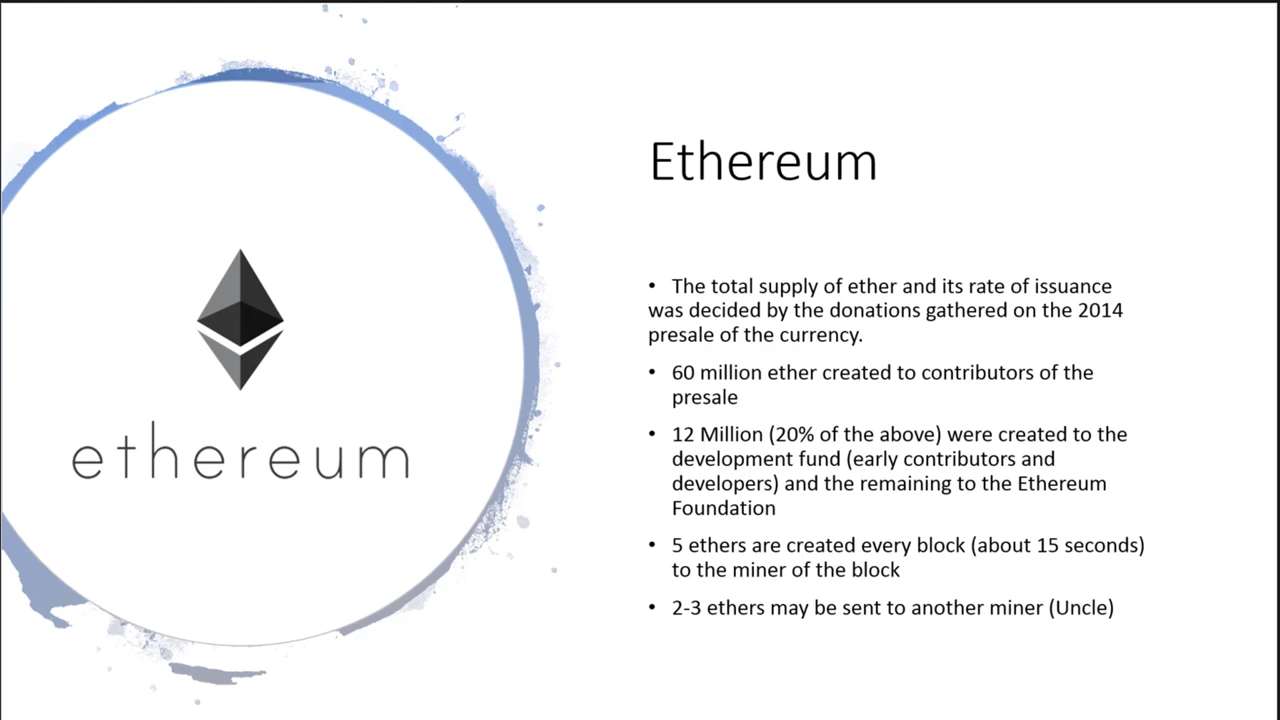 ethereum
Ethereum
• The total supply of ether and its rate of issuance
was decided by the donations gathered on the 2014
presale of the currency.
• 60 million ether created to contributors of the
presale
• 12 Million (20% of the above) were created to the
development fund (early contributors and
developers) and the remaining to the Ethereum
Foundation
• 5 ethers are created every block (about 15 seconds)
to the miner of the block
• 2-3 ethers may be sent to another miner (Uncle)